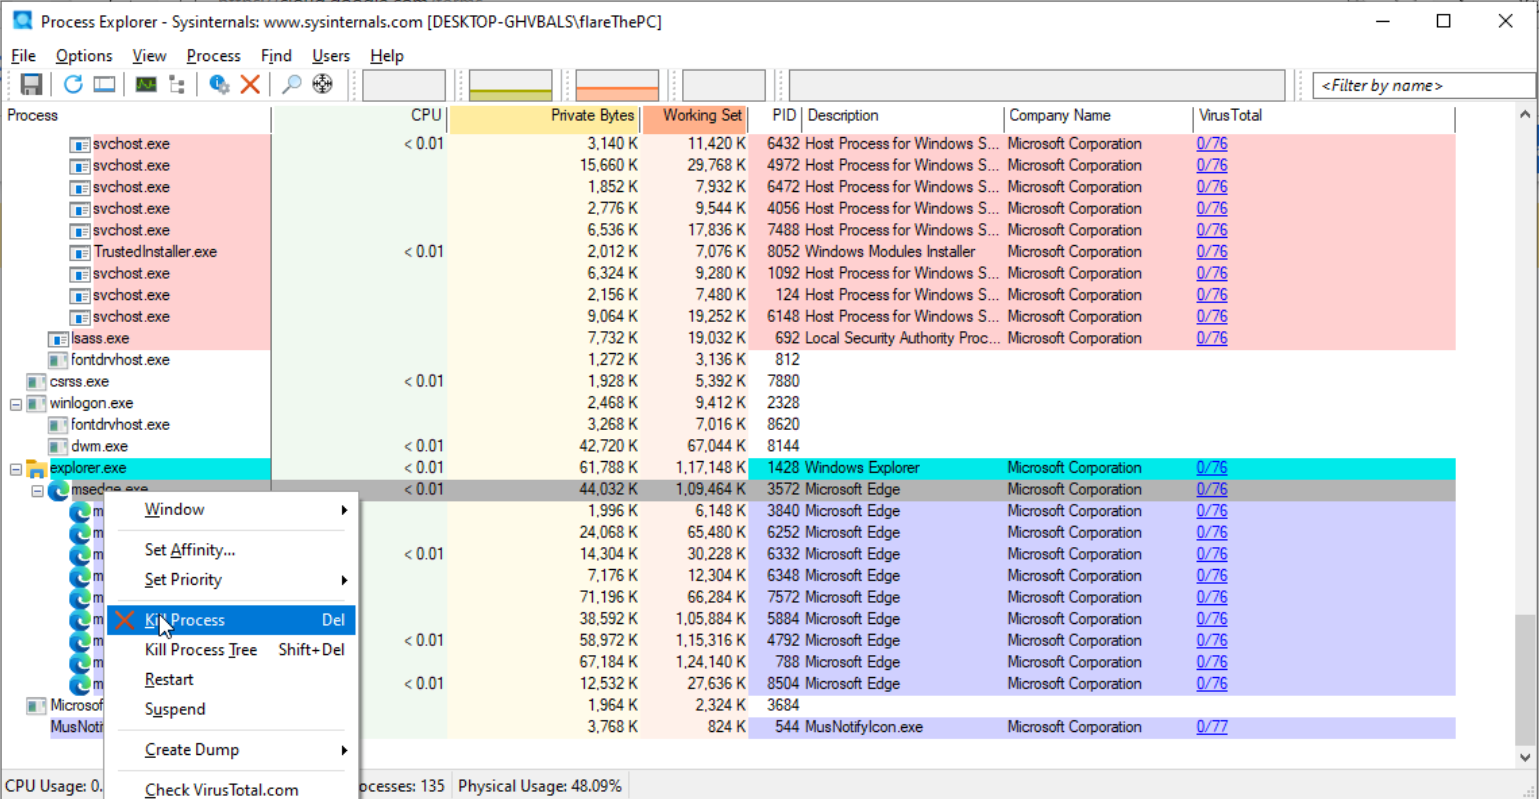 Process Explorer - Sysinternals: www.sysinternals.com [DESKTOP-GHVBALS\flareThePC]
File Options View Process Find Users Help
<Filter by name>
Process CPU Private Bytes Working Set PID Description Company Name VirusTotal
svchost.exe < 0.01 3,140 K 11,420 K 6432 Host Process for Windows S... Microsoft Corporation 0/76
svchost.exe 15,660 K 29,768 K 4972 Host Process for Windows S... Microsoft Corporation 0/76
svchost.exe 1,852 K 7,932 K 6472 Host Process for Windows S... Microsoft Corporation 0/76
svchost.exe 2,776 K 9,544 K 4056 Host Process for Windows S... Microsoft Corporation 0/76
svchost.exe 6,536 K 17,836 K 7488 Host Process for Windows S... Microsoft Corporation 0/76
TrustedInstaller.exe < 0.01 2,012 K 7,076 K 8052 Windows Modules Installer Microsoft Corporation 0/76
svchost.exe 6,324 K 9,280 K 1092 Host Process for Windows S... Microsoft Corporation 0/76
svchost.exe 2,156 K 7,480 K 124 Host Process for Windows S... Microsoft Corporation 0/76
svchost.exe 9,064 K 19,252 K 6148 Host Process for Windows S... Microsoft Corporation 0/76
lsass.exe 7,732 K 19,032 K 692 Local Security Authority Proc... Microsoft Corporation 0/76
fontdrvhost.exe 1,272 K 3,136 K 812
csrss.exe < 0.01 1,928 K 5,392 K 7880
winlogon.exe 2,468 K 9,412 K 2328
fontdrvhost.exe 3,268 K 7,016 K 8620
dwm.exe < 0.01 42,720 K 67,044 K 8144
explorer.exe < 0.01 61,788 K 1,17,148 K 1428 Windows Explorer Microsoft Corporation 0/76
msedge.exe < 0.01 44,032 K 1,09,464 K 3572 Microsoft Edge Microsoft Corporation 0/76
m 1,996 K 6,148 K 3840 Microsoft Edge Microsoft Corporation 0/76
m 24,068 K 65,480 K 6252 Microsoft Edge Microsoft Corporation 0/76
m < 0.01 14,304 K 30,228 K 6332 Microsoft Edge Microsoft Corporation 0/76
m 7,176 K 12,304 K 6348 Microsoft Edge Microsoft Corporation 0/76
m 71,196 K 66,284 K 7572 Microsoft Edge Microsoft Corporation 0/76
m 38,592 K 1,05,884 K 5884 Microsoft Edge Microsoft Corporation 0/76
m < 0.01 58,972 K 1,15,316 K 4792 Microsoft Edge Microsoft Corporation 0/76
m 67,184 K 1,24,140 K 788 Microsoft Edge Microsoft Corporation 0/76
m < 0.01 12,532 K 27,636 K 8504 Microsoft Edge Microsoft Corporation 0/76
Microsof 1,964 K 2,324 K 3684
MusNoti 3,768 K 824 K 544 MusNotifyIcon.exe Microsoft Corporation 0/77
Window
Set Affinity...
Set Priority
Kill Process Del
Kill Process Tree Shift+Del
Restart
Suspend
Create Dump
Check VirusTotal.com
CPU Usage: 0. ocesses: 135 Physical Usage: 48.09%